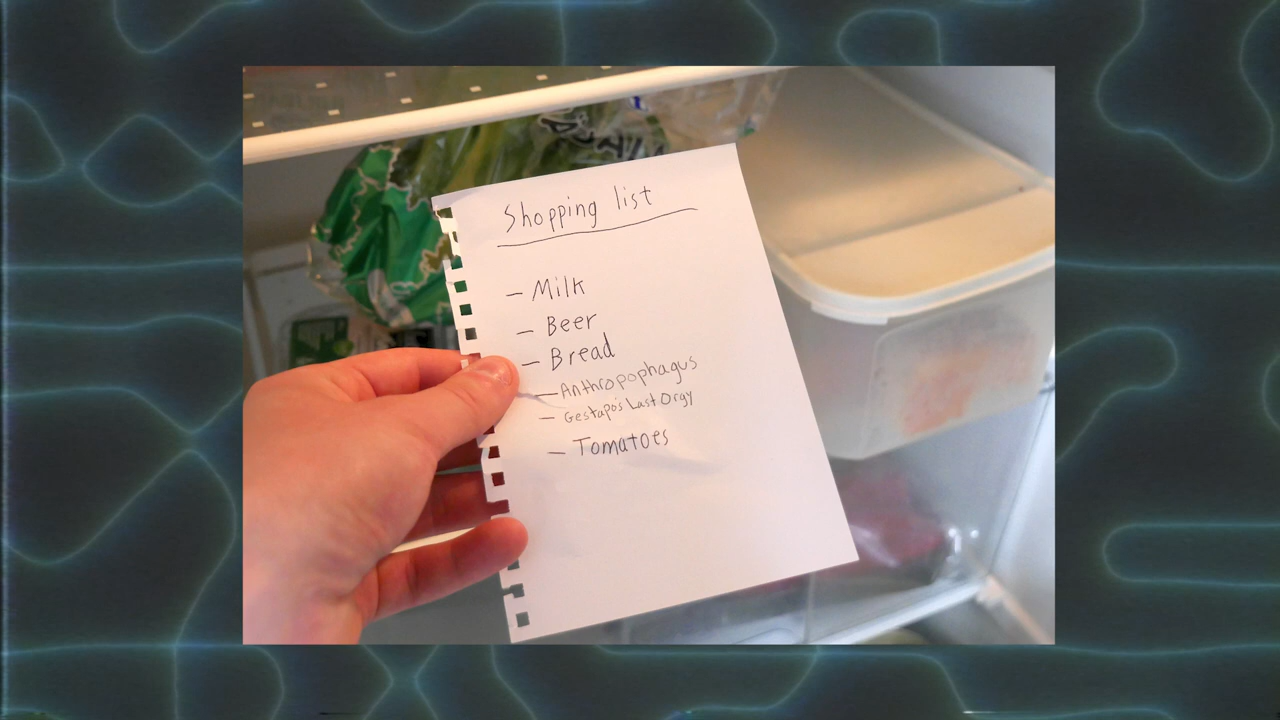 Shopping list
– Milk
– Beer
– Bread
– Anthropophagus
– Gestapo's Last Orgy
– Tomatoes